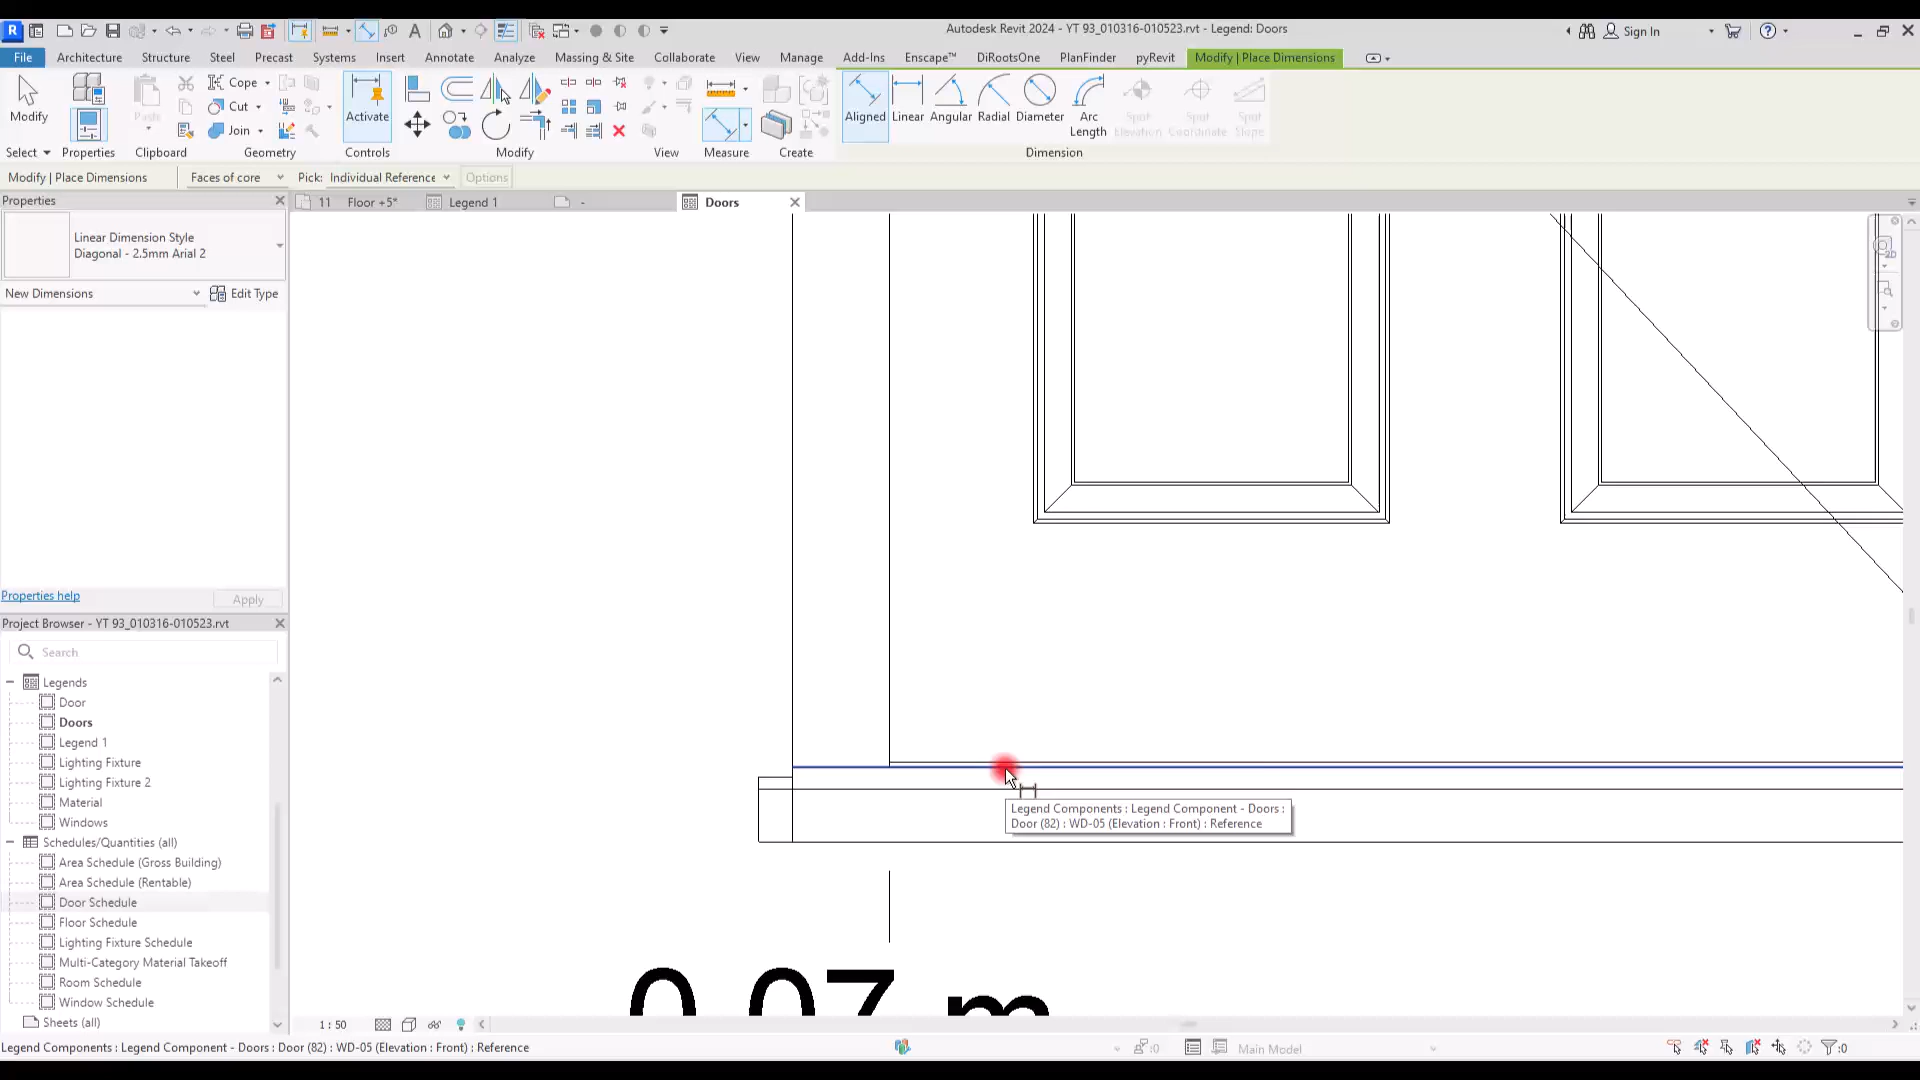 Autodesk Revit 2024 - YT 93_010316-010523.rvt - Legend: Doors
Sign In
File Architecture Structure Steel Precast Systems Insert Annotate Analyze Massing & Site Collaborate View Manage Add-Ins Enscape™ DiRootsOne PlanFinder pyRevit Modify | Place Dimensions
Modify
Paste
Cope
Cut
Join
Activate
Aligned Linear Angular Radial Diameter Arc Length Spot Elevation Spot Coordinate Spot Slope
Select Properties Clipboard Geometry Controls Modify View Measure Create Dimension
Modify | Place Dimensions Faces of core Pick: Individual Reference Options
Properties
11 Floor +5* Legend 1 - Doors
Linear Dimension Style
Diagonal - 2.5mm Arial 2
New Dimensions Edit Type
Properties help Apply
Project Browser - YT 93_010316-010523.rvt
Search
Legends
Door
Doors
Legend 1
Lighting Fixture
Lighting Fixture 2
Material
Windows
Schedules/Quantities (all)
Area Schedule (Gross Building)
Area Schedule (Rentable)
Door Schedule
Floor Schedule
Lighting Fixture Schedule
Multi-Category Material Takeoff
Room Schedule
Window Schedule
Sheets (all)
Legend Components : Legend Component - Doors :
Door (82) : WD-05 (Elevation : Front) : Reference
0.07 m
1 : 50
Legend Components : Legend Component - Doors : Door (82) : WD-05 (Elevation : Front) : Reference
:0 Main Model :0